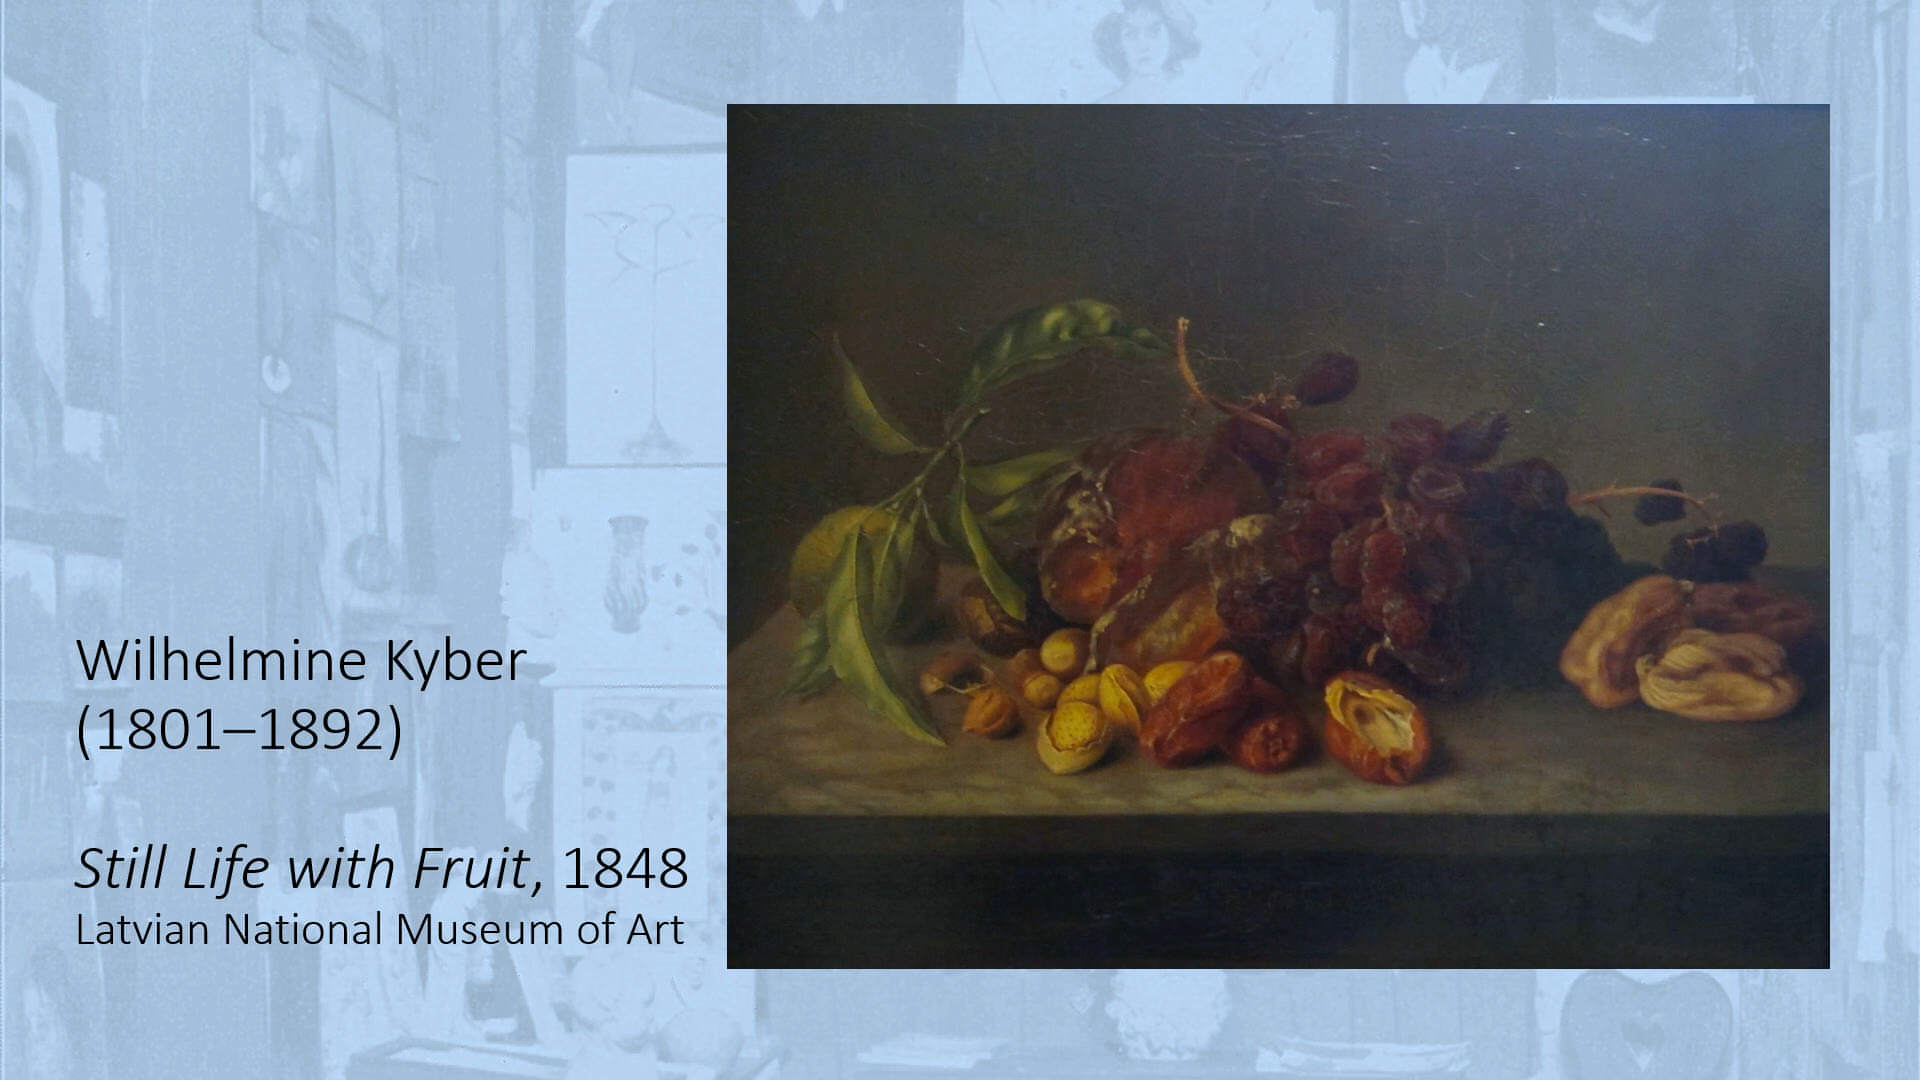 Wilhelmine Kyber
(1801–1892)
Still Life with Fruit, 1848
Latvian National Museum of Art